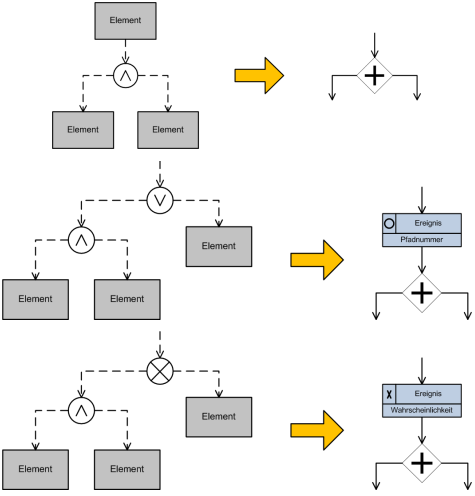 Element
Element
Element
Element
Ereignis
Pfadnummer
Element
Element
Element
X
Ereignis
Wahrscheinlichkeit
Element
Element